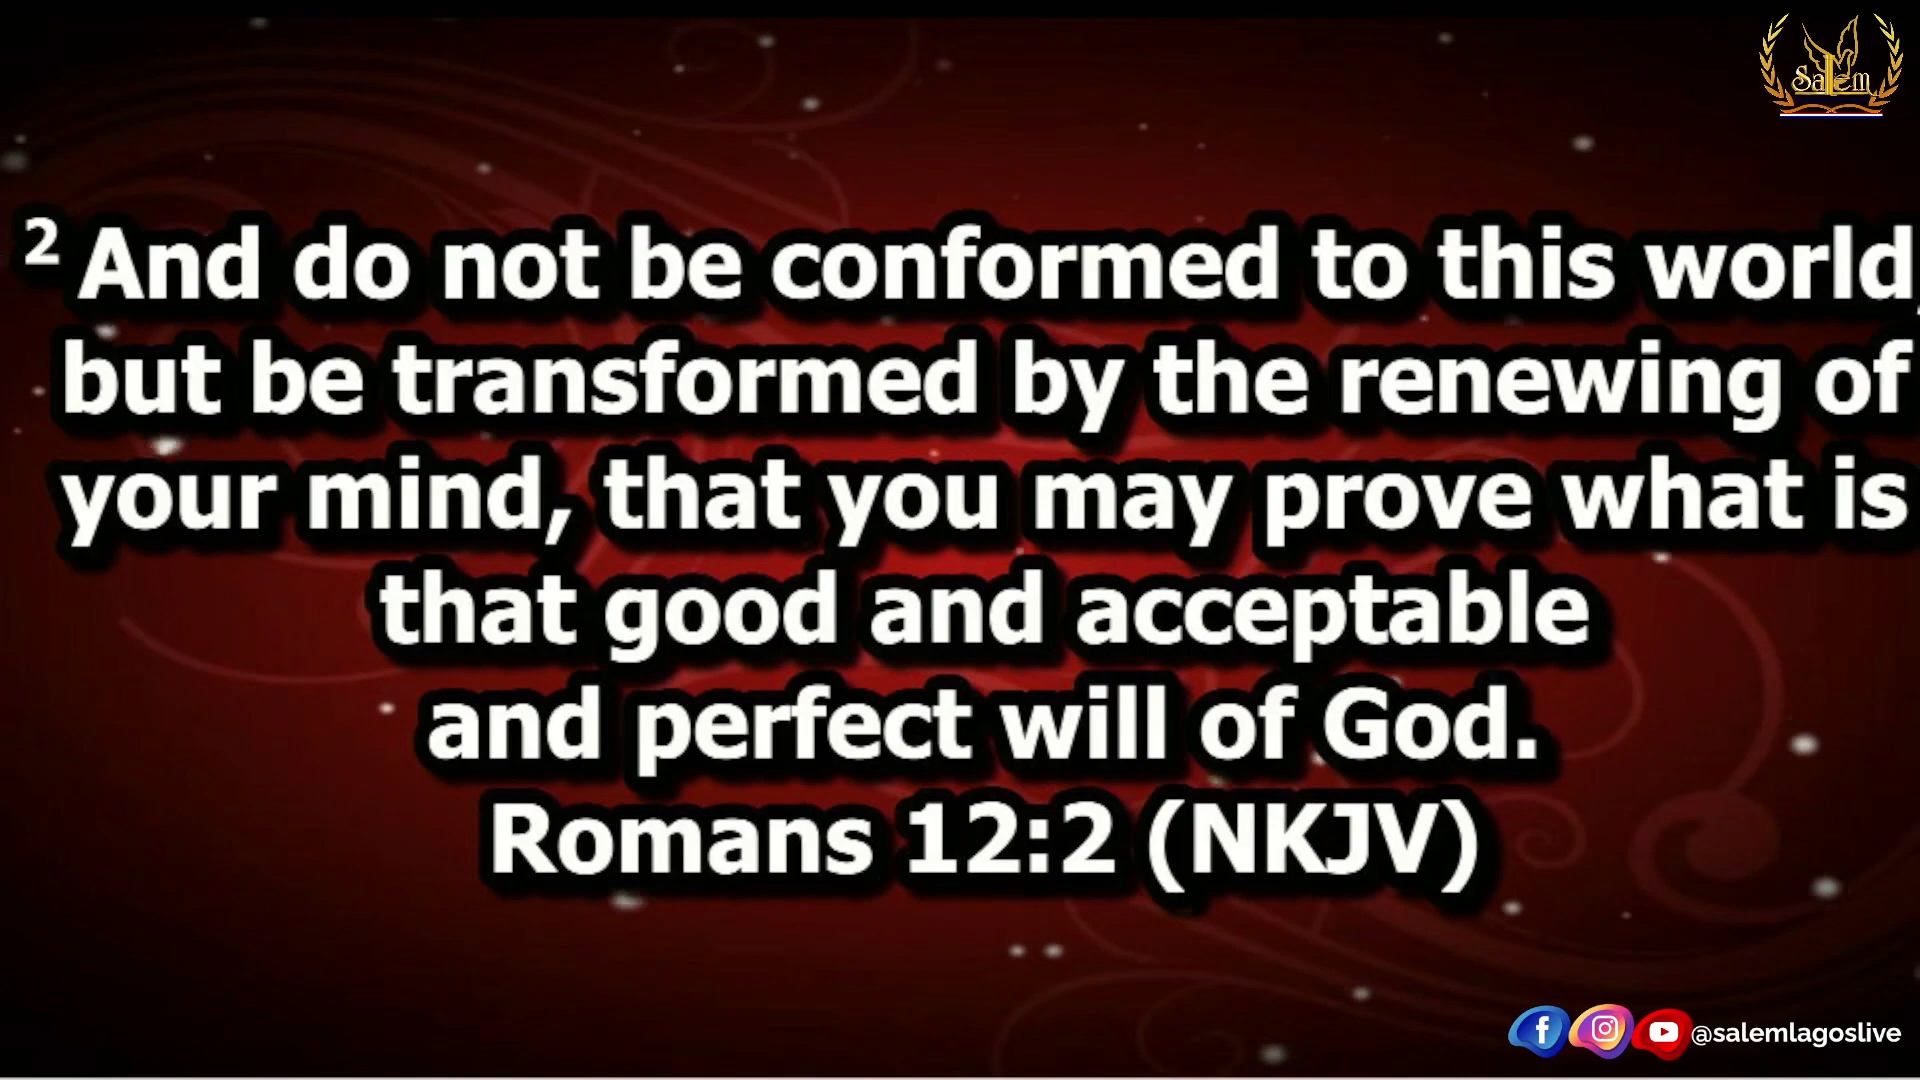 Salem
2 And do not be conformed to this world,
but be transformed by the renewing of
your mind, that you may prove what is
that good and acceptable
and perfect will of God.
Romans 12:2 (NKJV)
@salemlagoslive